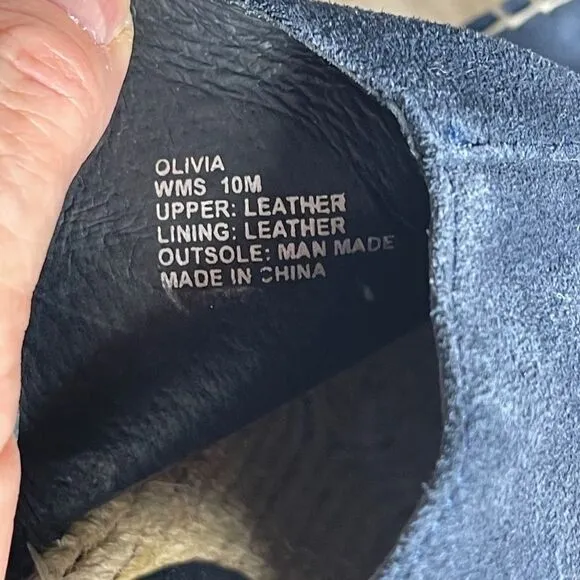 OLIVIA
WMS 10M
UPPER: LEATHER
LINING: LEATHER
OUTSOLE: MAN MADE
MADE IN CHINA